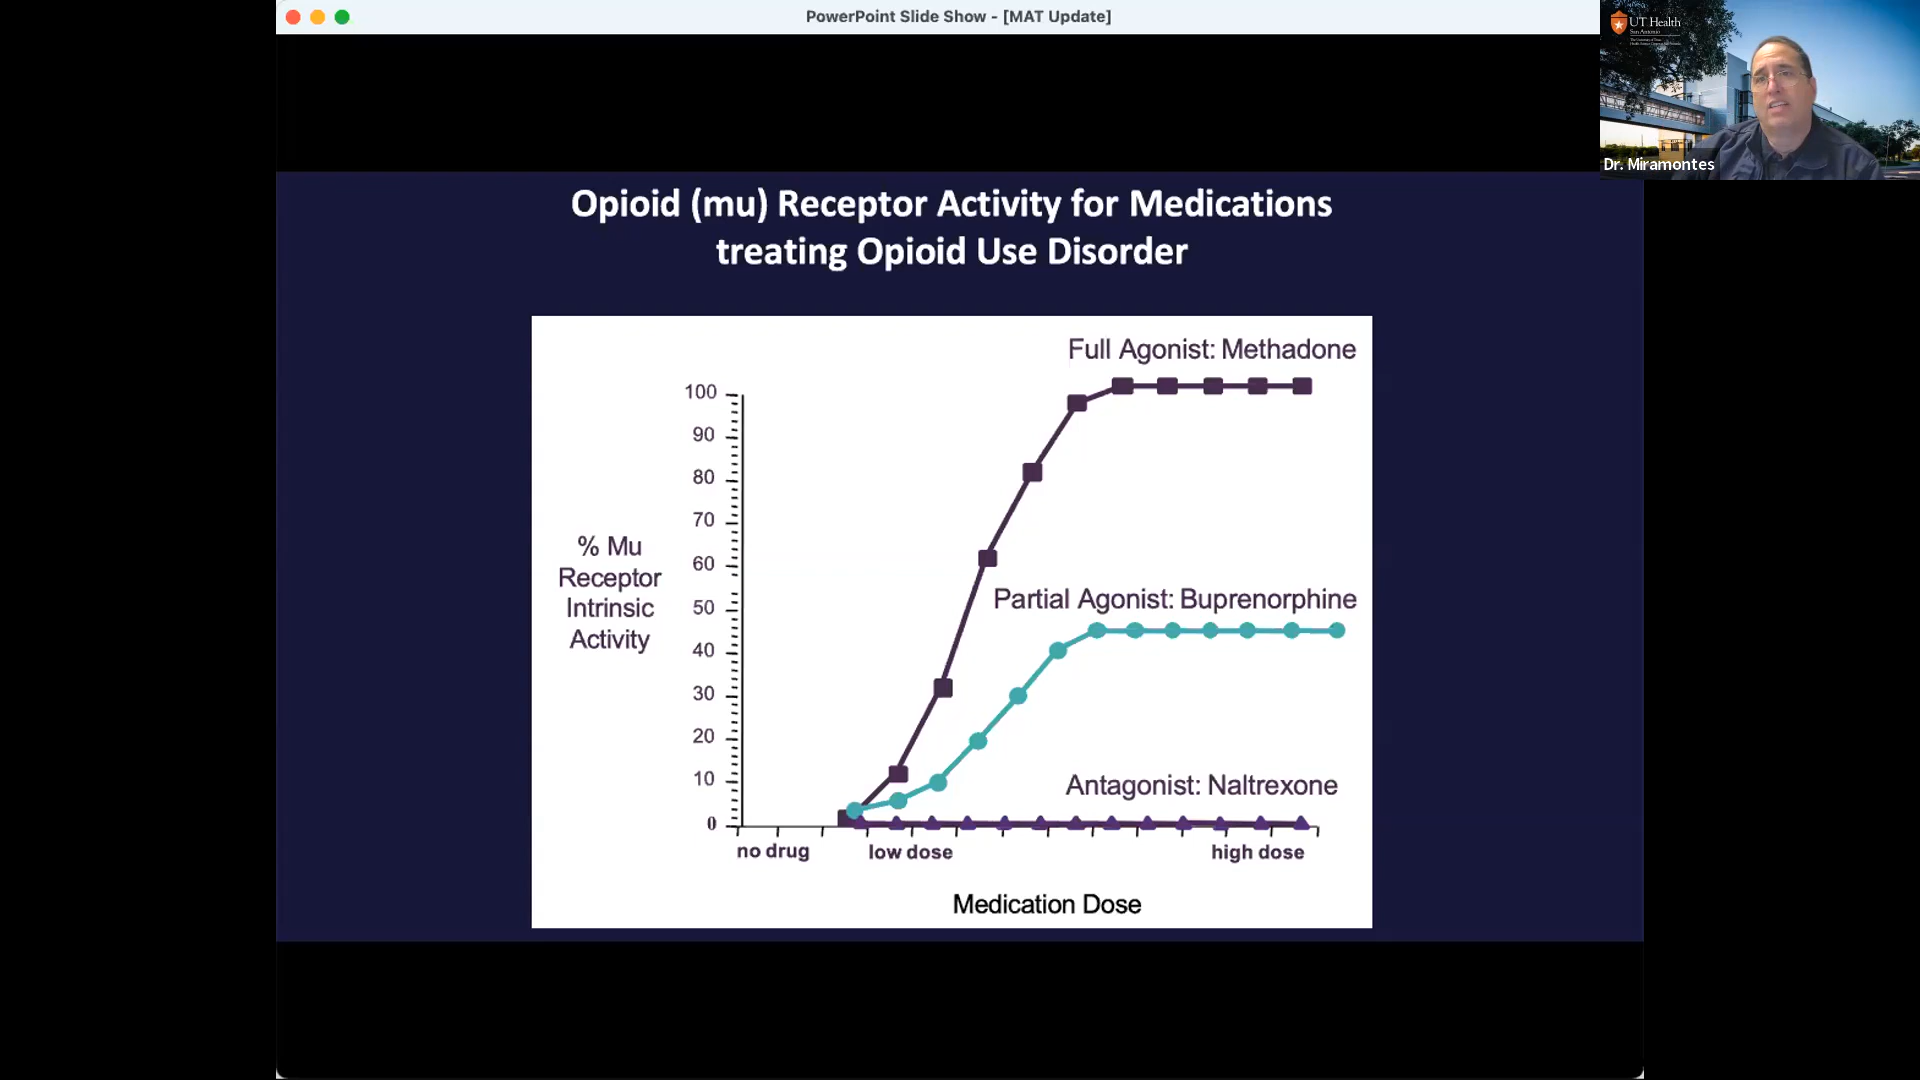 PowerPoint Slide Show - [MAT Update]
UT Health
San Antonio
Dr. Miramontes
Opioid (mu) Receptor Activity for Medications
treating Opioid Use Disorder
Full Agonist: Methadone
100
90
80
70
60
50
40
30
20
10
0
% Mu
Receptor
Intrinsic
Activity
Partial Agonist: Buprenorphine
Antagonist: Naltrexone
no drug
low dose
high dose
Medication Dose